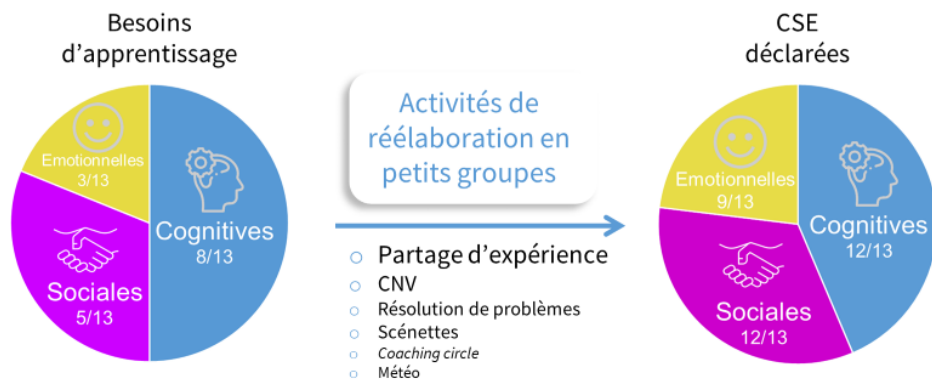 Besoins
d'apprentissage
Emotionnelles
3/13
Cognitives
8/13
Sociales
5/13
Activités de
réélaboration en
petits groupes
Partage d'expérience
CNV
Résolution de problèmes
Scénettes
Coaching circle
Météo
CSE
déclarées
Emotionnelles
9/13
Cognitives
12/13
Sociales
12/13